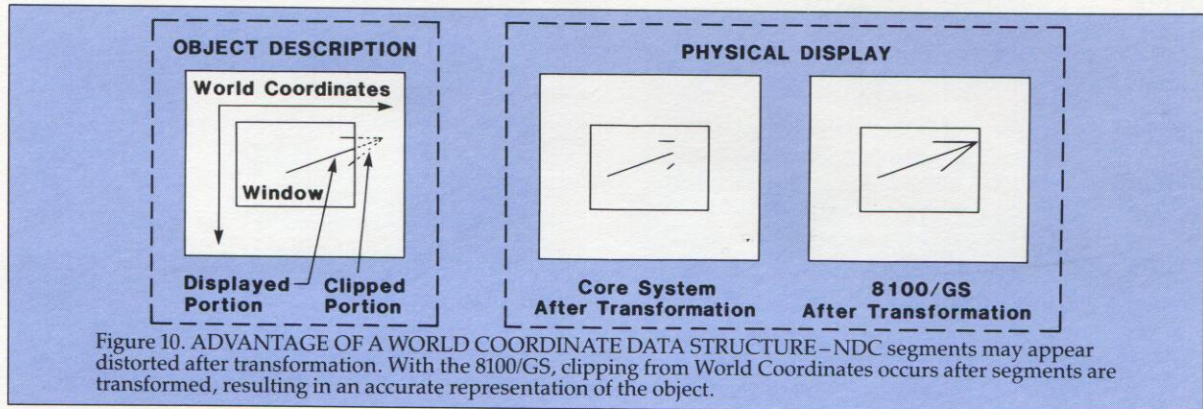 OBJECT DESCRIPTION
World Coordinates
Window
Displayed Portion
Clipped Portion
PHYSICAL DISPLAY
Core System
After Transformation
8100/GS
After Transformation
Figure 10. ADVANTAGE OF A WORLD COORDINATE DATA STRUCTURE–NDC segments may appear
distorted after transformation. With the 8100/GS, clipping from World Coordinates occurs after segments are
transformed, resulting in an accurate representation of the object.